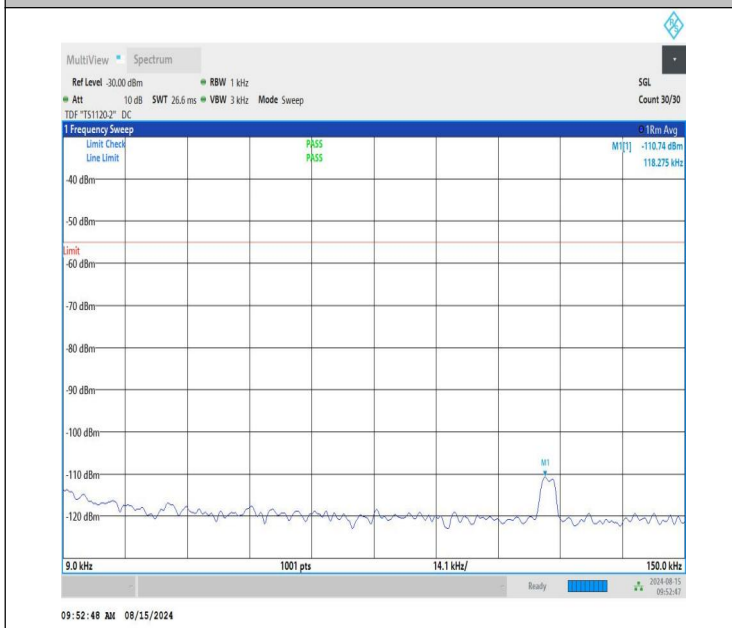 R S
MultiView Spectrum
Ref Level -30.00 dBm RBW 1 kHz SGL
Att 10 dB SWT 26.6 ms VBW 3 kHz Mode Sweep Count 30/30
TDF "TS1120-2" DC
1 Frequency Sweep 1Rm Avg
Limit Check PASS M1[1] -110.74 dBm
Line Limit PASS 118.275 kHz
-40 dBm
-50 dBm
Limit
-60 dBm
-70 dBm
-80 dBm
-90 dBm
-100 dBm
M1
-110 dBm
-120 dBm
9.0 kHz 1001 pts 14.1 kHz/ 150.0 kHz
Ready 2024-08-15
09:52:47
09:52:48 AM 08/15/2024